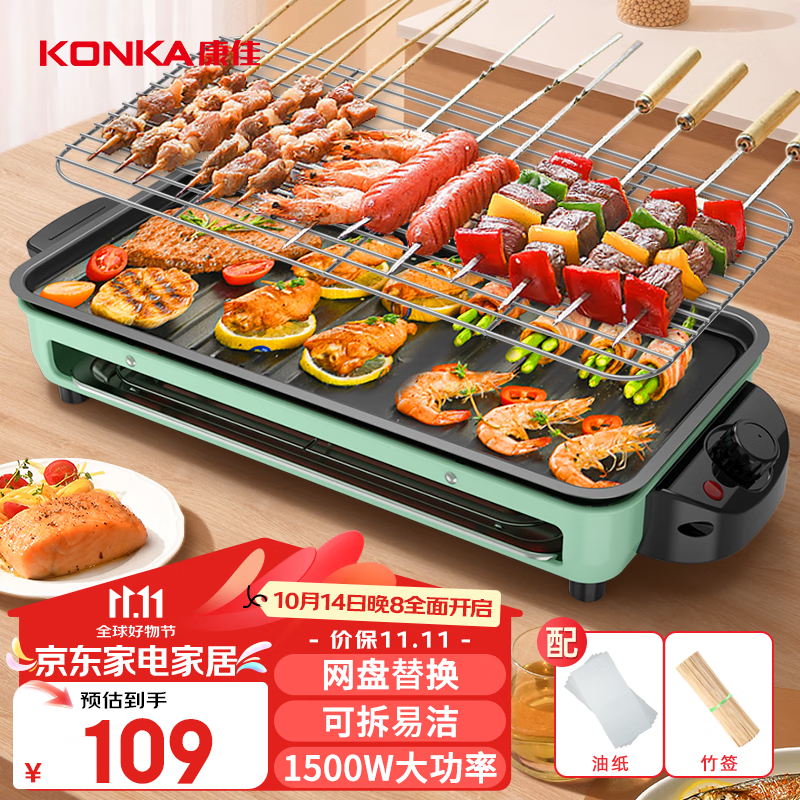 KONKA康佳
11.11
全球好物节
京东家电家居
预估到手
¥109
10月14日晚8全面开启
- 价保11.11 -
网盘替换
可拆易洁
1500W大功率
配
油纸
竹签